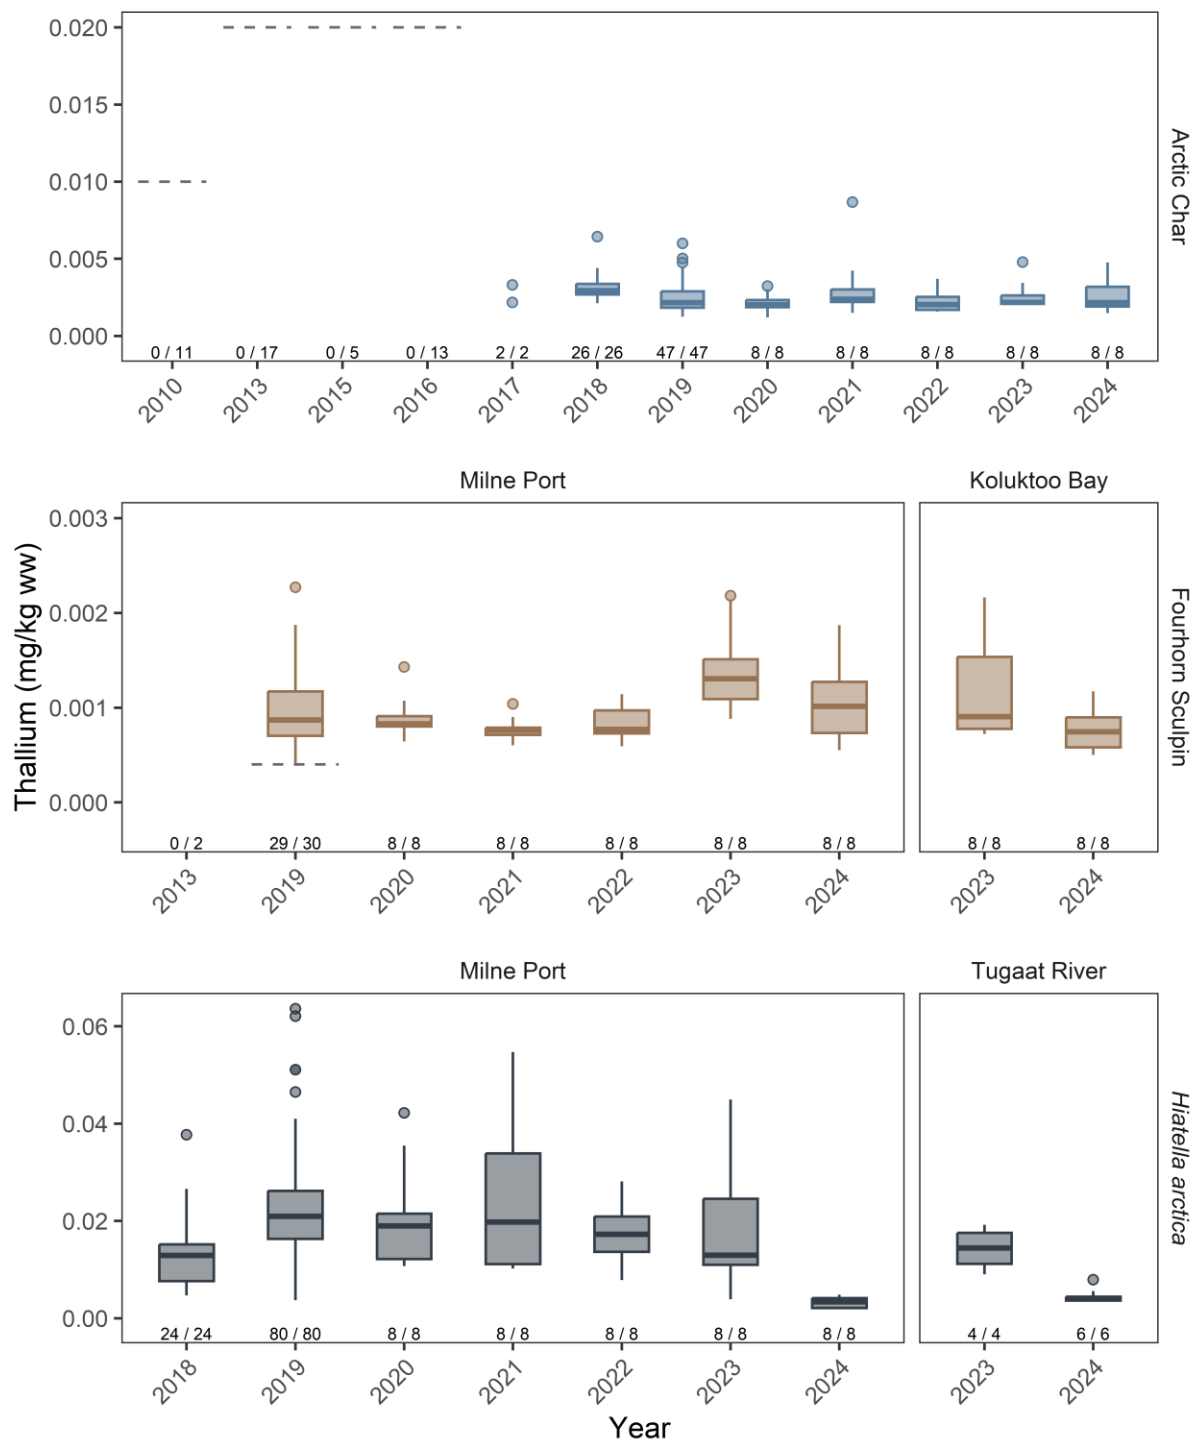 0.020
0.015
0.010
0.005
0.000
0 / 11 0 / 17 0 / 5 0 / 13 2 / 2 26 / 26 47 / 47 8 / 8 8 / 8 8 / 8 8 / 8 8 / 8
2010 2013 2015 2016 2017 2018 2019 2020 2021 2022 2023 2024
Arctic Char
Milne Port Koluktoo Bay
Thallium (mg/kg ww)
0.003
0.002
0.001
0.000
0 / 2 29 / 30 8 / 8 8 / 8 8 / 8 8 / 8 8 / 8 8 / 8 8 / 8
2013 2019 2020 2021 2022 2023 2024 2023 2024
Fourhorn Sculpin
Milne Port Tugaat River
0.06
0.04
0.02
0.00
24 / 24 80 / 80 8 / 8 8 / 8 8 / 8 8 / 8 8 / 8 4 / 4 6 / 6
2018 2019 2020 2021 2022 2023 2024 2023 2024
Hiatella arctica
Year